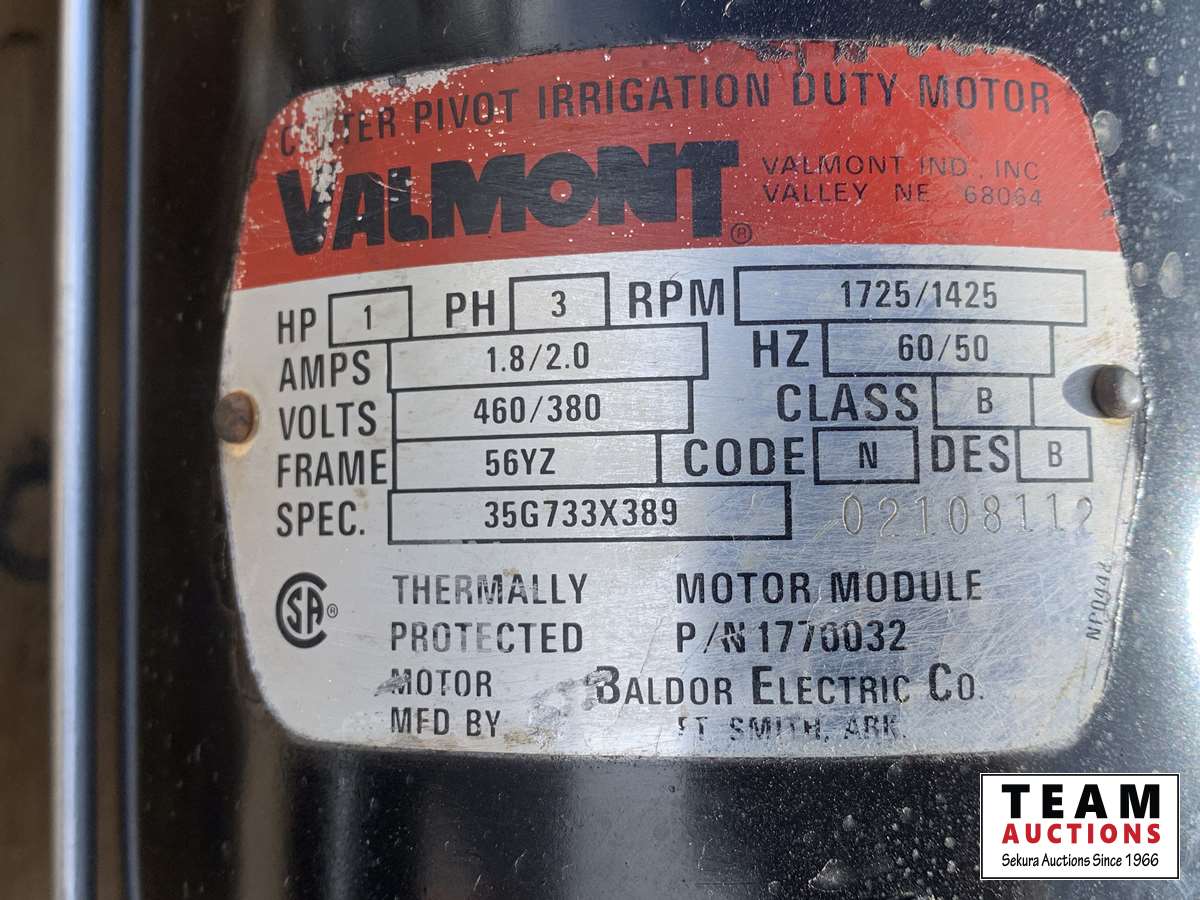 CENTER PIVOT IRRIGATION DUTY MOTOR
VALMONT ®
VALMONT IND., INC
VALLEY NE 68064
HP 1 PH 3 RPM 1725/1425
AMPS 1.8/2.0 HZ 60/50
VOLTS 460/380 CLASS B
FRAME 56YZ CODE N DES B
SPEC. 35G733X389 02108112
CSA ®
THERMALLY MOTOR MODULE
PROTECTED P/N 1770032
MOTOR BALDOR ELECTRIC CO.
MFD BY FT. SMITH, ARK.
TEAM
AUCTIONS
Sekura Auctions Since 1966